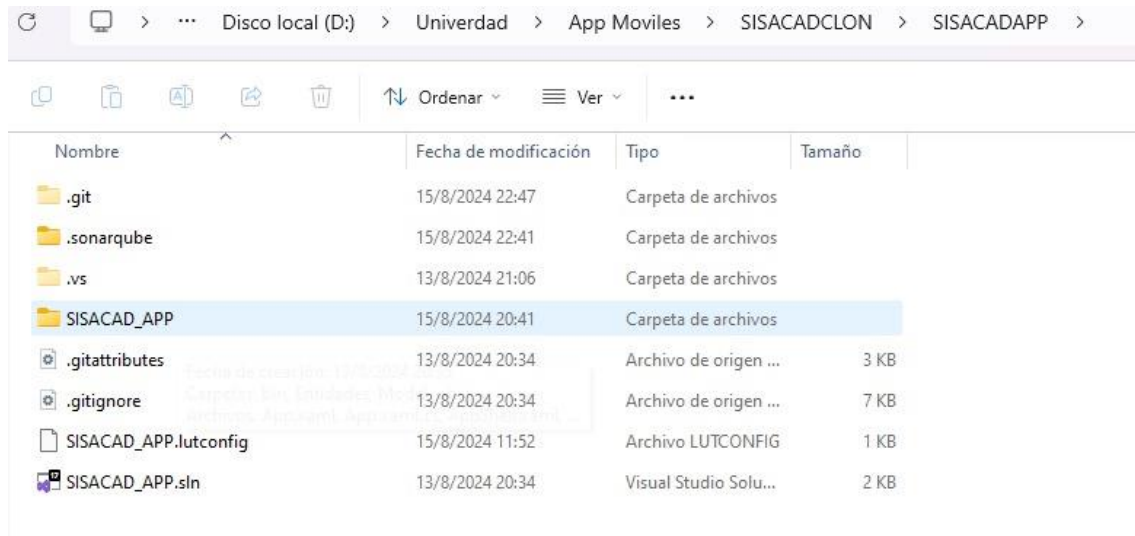 Disco local (D:) > Univerdad > App Moviles > SISACADCLON > SISACADAPP >
Ordenar Ver
Nombre Fecha de modificación Tipo Tamaño
.git 15/8/2024 22:47 Carpeta de archivos
.sonarqube 15/8/2024 22:41 Carpeta de archivos
.vs 13/8/2024 21:06 Carpeta de archivos
SISACAD_APP 15/8/2024 20:41 Carpeta de archivos
.gitattributes 13/8/2024 20:34 Archivo de origen ... 3 KB
.gitignore 13/8/2024 20:34 Archivo de origen ... 7 KB
SISACAD_APP.lutconfig 15/8/2024 11:52 Archivo LUTCONFIG 1 KB
SISACAD_APP.sln 13/8/2024 20:34 Visual Studio Solu... 2 KB